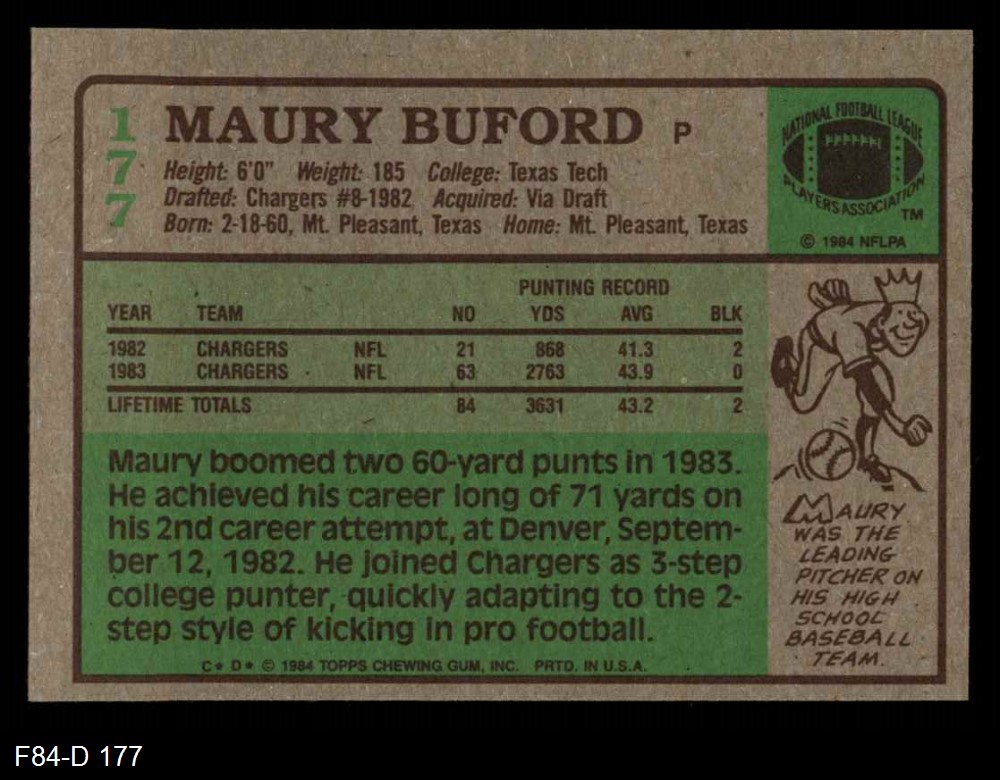 177
MAURY BUFORD P
Height: 6'0" Weight: 185 College: Texas Tech
Drafted: Chargers #8-1982 Acquired: Via Draft
Born: 2-18-60, Mt. Pleasant, Texas Home: Mt. Pleasant, Texas
NATIONAL FOOTBALL LEAGUE
PLAYERS ASSOCIATION
TM
© 1984 NFLPA
PUNTING RECORD
YEAR TEAM NO YDS AVG BLK
1982 CHARGERS NFL 21 868 41.3 2
1983 CHARGERS NFL 63 2763 43.9 0
LIFETIME TOTALS 84 3631 43.2 2
Maury boomed two 60-yard punts in 1983.
He achieved his career long of 71 yards on
his 2nd career attempt, at Denver, Septem-
ber 12, 1982. He joined Chargers as 3-step
college punter, quickly adapting to the 2-
step style of kicking in pro football.
C* D* © 1984 TOPPS CHEWING GUM, INC. PRTD. IN U.S.A.
MAURY
WAS THE
LEADING
PITCHER ON
HIS HIGH
SCHOOL
BASEBALL
TEAM.
F84-D 177